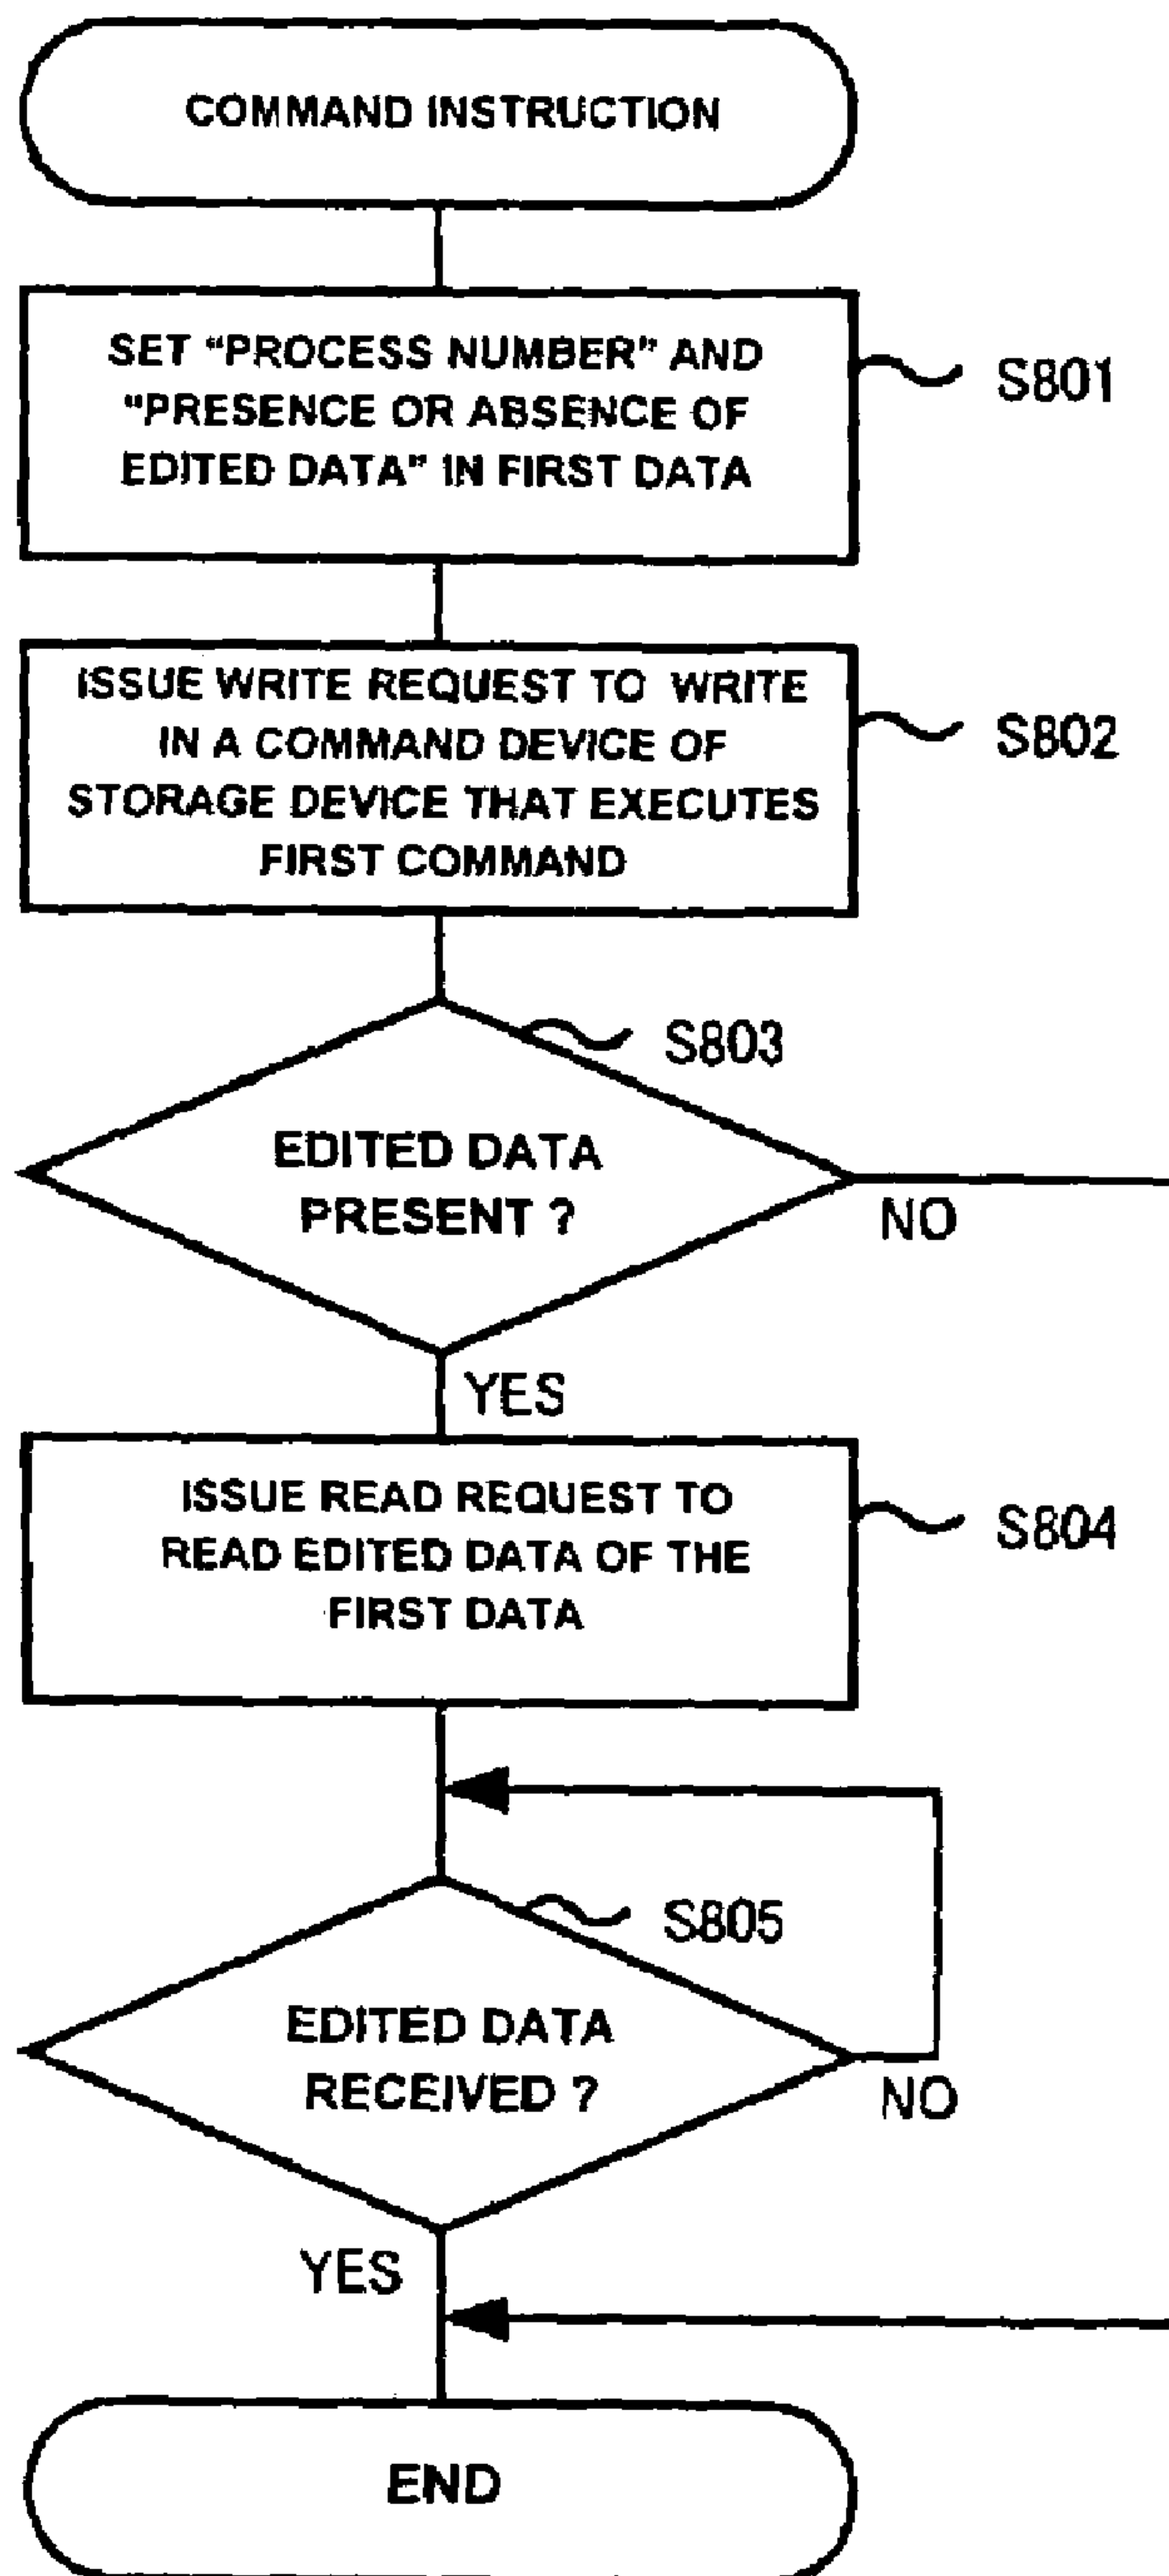 COMMAND INSTRUCTION
SET "PROCESS NUMBER" AND
"PRESENCE OR ABSENCE OF
EDITED DATA" IN FIRST DATA
S801
ISSUE WRITE REQUEST TO WRITE
IN A COMMAND DEVICE OF
STORAGE DEVICE THAT EXECUTES
FIRST COMMAND
S802
S803
EDITED DATA
PRESENT ?
NO
YES
ISSUE READ REQUEST TO
READ EDITED DATA OF THE
FIRST DATA
S804
S805
EDITED DATA
RECEIVED ?
NO
YES
END